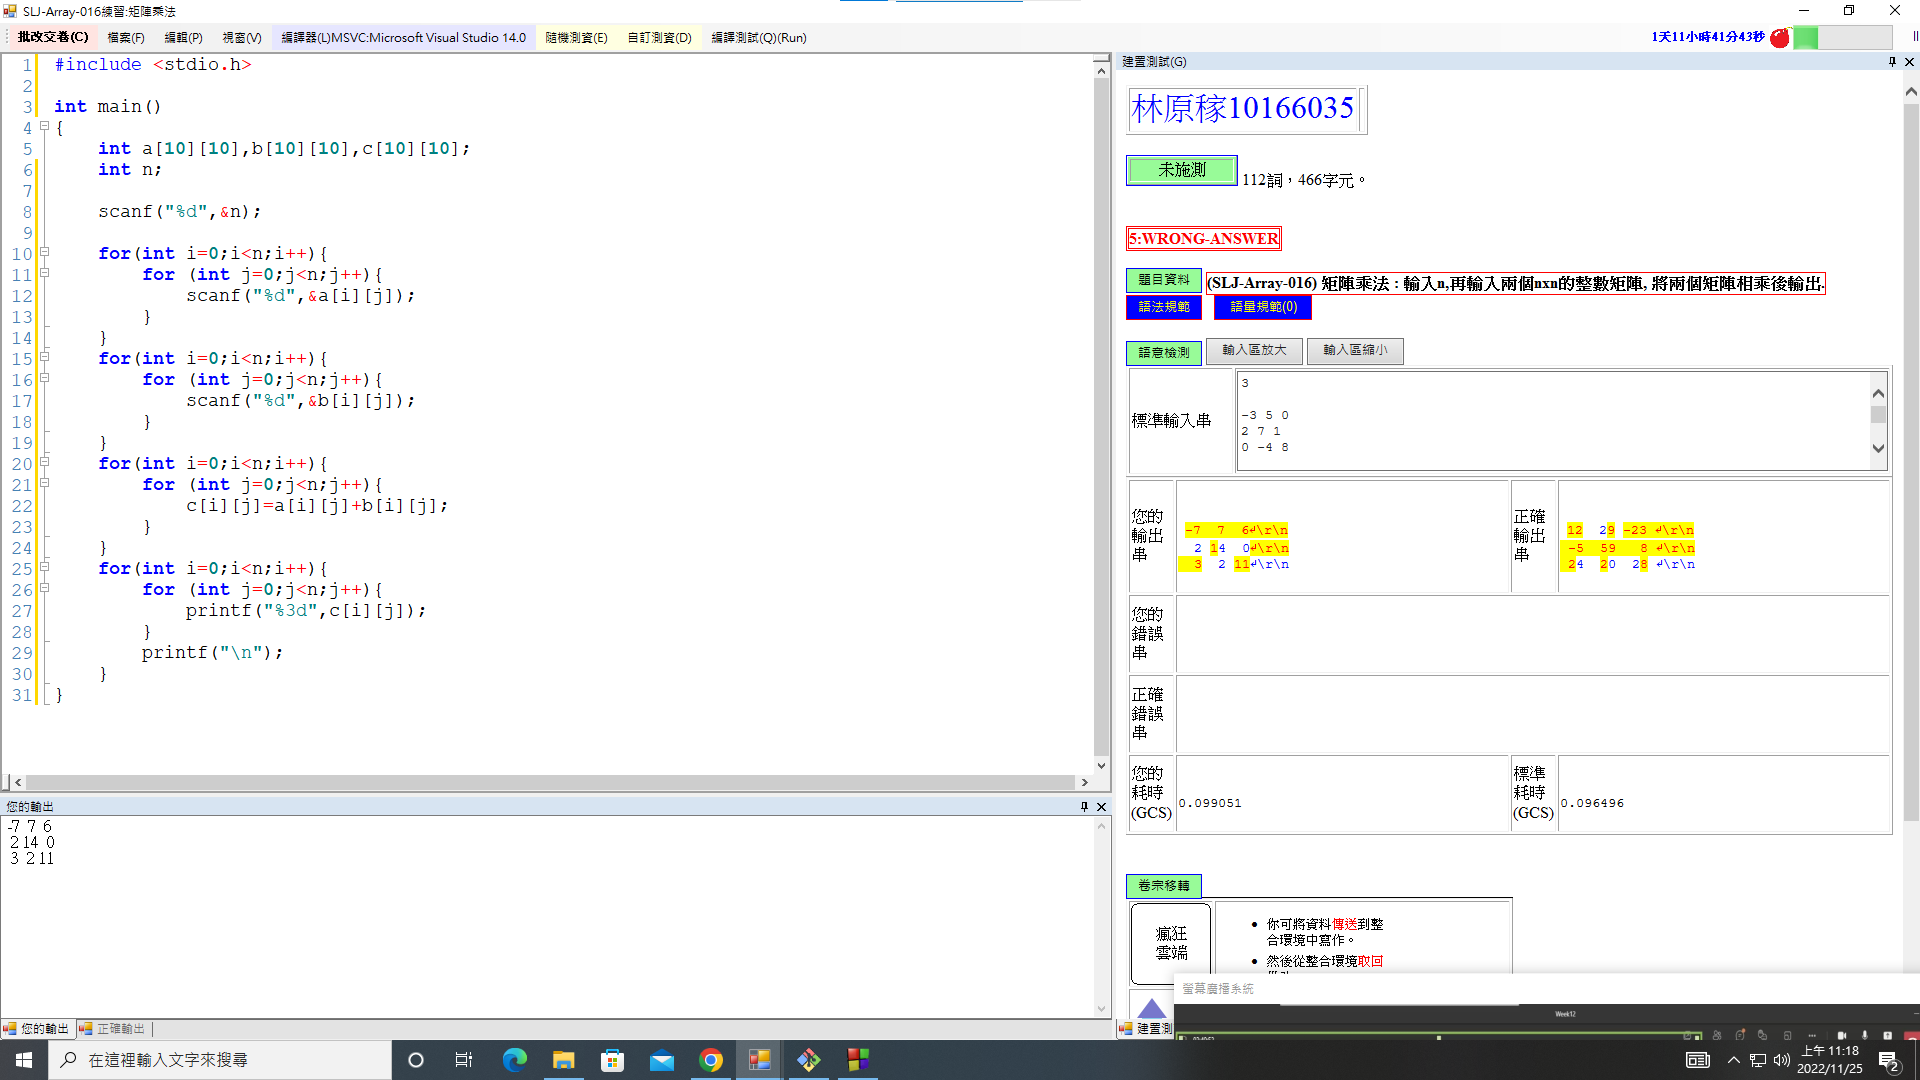 SLJ-Array-016練習:矩陣乘法
批改交卷(C) 檔案(F) 編輯(P) 視窗(V) 編譯器(L)MSVC:Microsoft Visual Studio 14.0 隨機測資(E) 自訂測資(D) 編譯測試(Q)(Run) 1天11小時41分43秒
1 #include <stdio.h>
2
3 int main()
4 {
5 int a[10][10],b[10][10],c[10][10];
6 int n;
7
8 scanf("%d",&n);
9
10 for(int i=0;i<n;i++){
11 for (int j=0;j<n;j++){
12 scanf("%d",&a[i][j]);
13 }
14 }
15 for(int i=0;i<n;i++){
16 for (int j=0;j<n;j++){
17 scanf("%d",&b[i][j]);
18 }
19 }
20 for(int i=0;i<n;i++){
21 for (int j=0;j<n;j++){
22 c[i][j]=a[i][j]+b[i][j];
23 }
24 }
25 for(int i=0;i<n;i++){
26 for (int j=0;j<n;j++){
27 printf("%3d",c[i][j]);
28 }
29 printf("\n");
30 }
31 }
您的輸出
-7 7 6
2 14 0
3 2 11
您的輸出 正確輸出
建置測試(G)
林原稼10166035
未施測 112詞，466字元。
5:WRONG-ANSWER
題目資料 (SLJ-Array-016) 矩陣乘法 : 輸入n,再輸入兩個nxn的整數矩陣, 將兩個矩陣相乘後輸出.
語法規範 語量規範(0)
語意檢測 輸入區放大 輸入區縮小
標準輸入串
3
-3 5 0
2 7 1
0 -4 8
您的輸出串
-7 7 6↲\r\n
2 14 0↲\r\n
3 2 11↲\r\n
正確輸出串
12 29 -23 ↲\r\n
-5 59 8 ↲\r\n
24 20 28 ↲\r\n
您的錯誤串
正確錯誤串
您的耗時(GCS) 0.099051 標準耗時(GCS) 0.096496
卷宗移轉
瘋狂雲端
• 你可將資料傳送到整
合環境中寫作。
• 然後從整合環境取回
螢幕廣播系統
Week12
建置測
在這裡輸入文字來搜尋
上午 11:18
2022/11/25
2